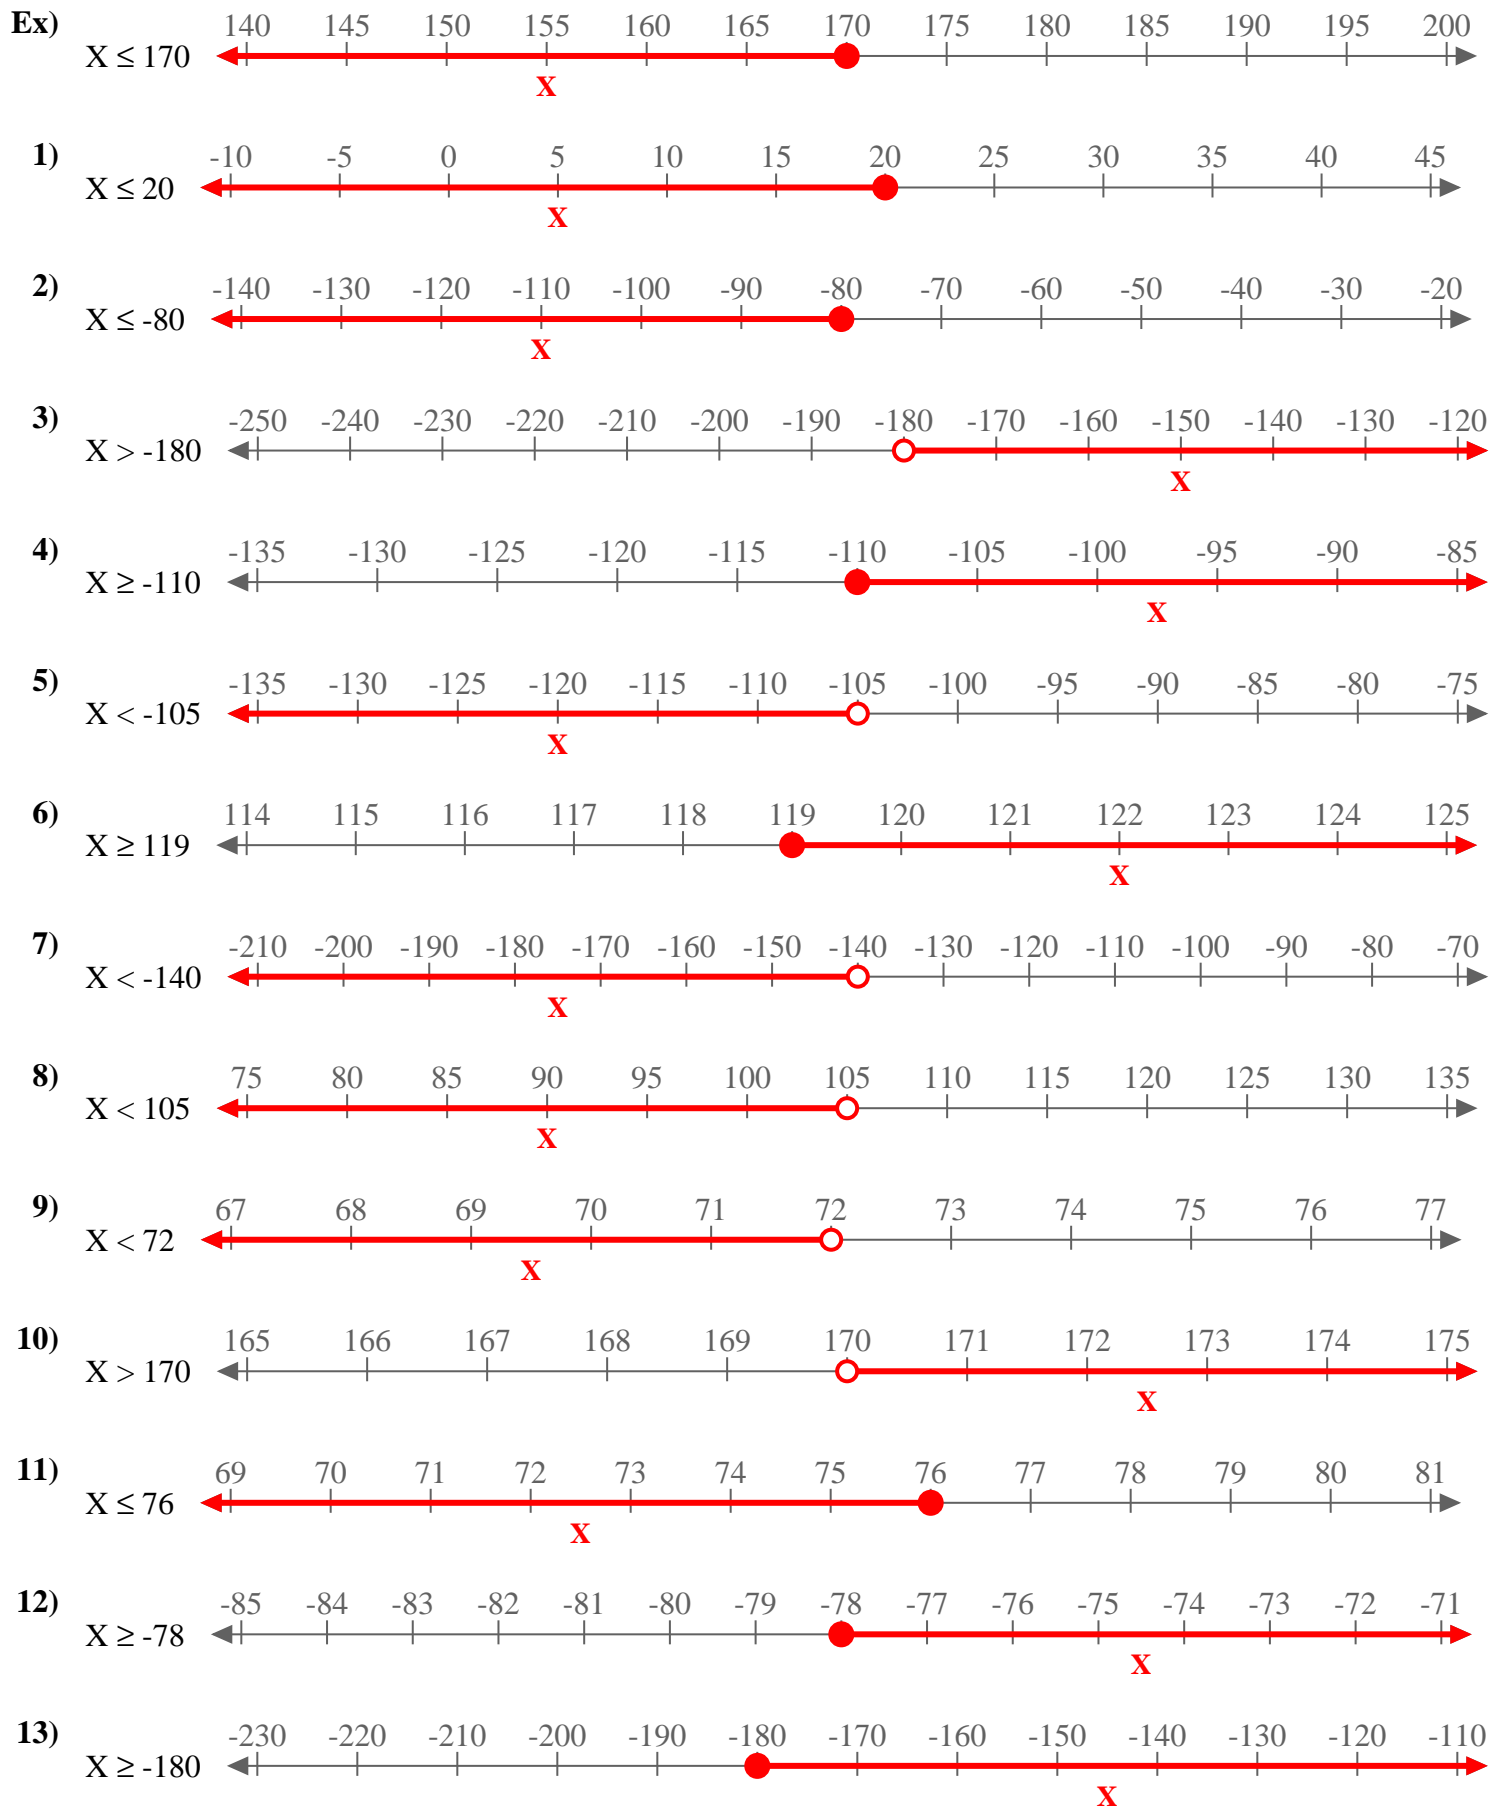 Ex) 140 145 150 155 160 165 170 175 180 185 190 195 200
X ≤ 170
X
1) -10 -5 0 5 10 15 20 25 30 35 40 45
X ≤ 20
X
2) -140 -130 -120 -110 -100 -90 -80 -70 -60 -50 -40 -30 -20
X ≤ -80
X
3) -250 -240 -230 -220 -210 -200 -190 -180 -170 -160 -150 -140 -130 -120
X > -180
X
4) -135 -130 -125 -120 -115 -110 -105 -100 -95 -90 -85
X ≥ -110
X
5) -135 -130 -125 -120 -115 -110 -105 -100 -95 -90 -85 -80 -75
X < -105
X
6) 114 115 116 117 118 119 120 121 122 123 124 125
X ≥ 119
X
7) -210 -200 -190 -180 -170 -160 -150 -140 -130 -120 -110 -100 -90 -80 -70
X < -140
X
8) 75 80 85 90 95 100 105 110 115 120 125 130 135
X < 105
X
9) 67 68 69 70 71 72 73 74 75 76 77
X < 72
X
10) 165 166 167 168 169 170 171 172 173 174 175
X > 170
X
11) 69 70 71 72 73 74 75 76 77 78 79 80 81
X ≤ 76
X
12) -85 -84 -83 -82 -81 -80 -79 -78 -77 -76 -75 -74 -73 -72 -71
X ≥ -78
X
13) -230 -220 -210 -200 -190 -180 -170 -160 -150 -140 -130 -120 -110
X ≥ -180
X